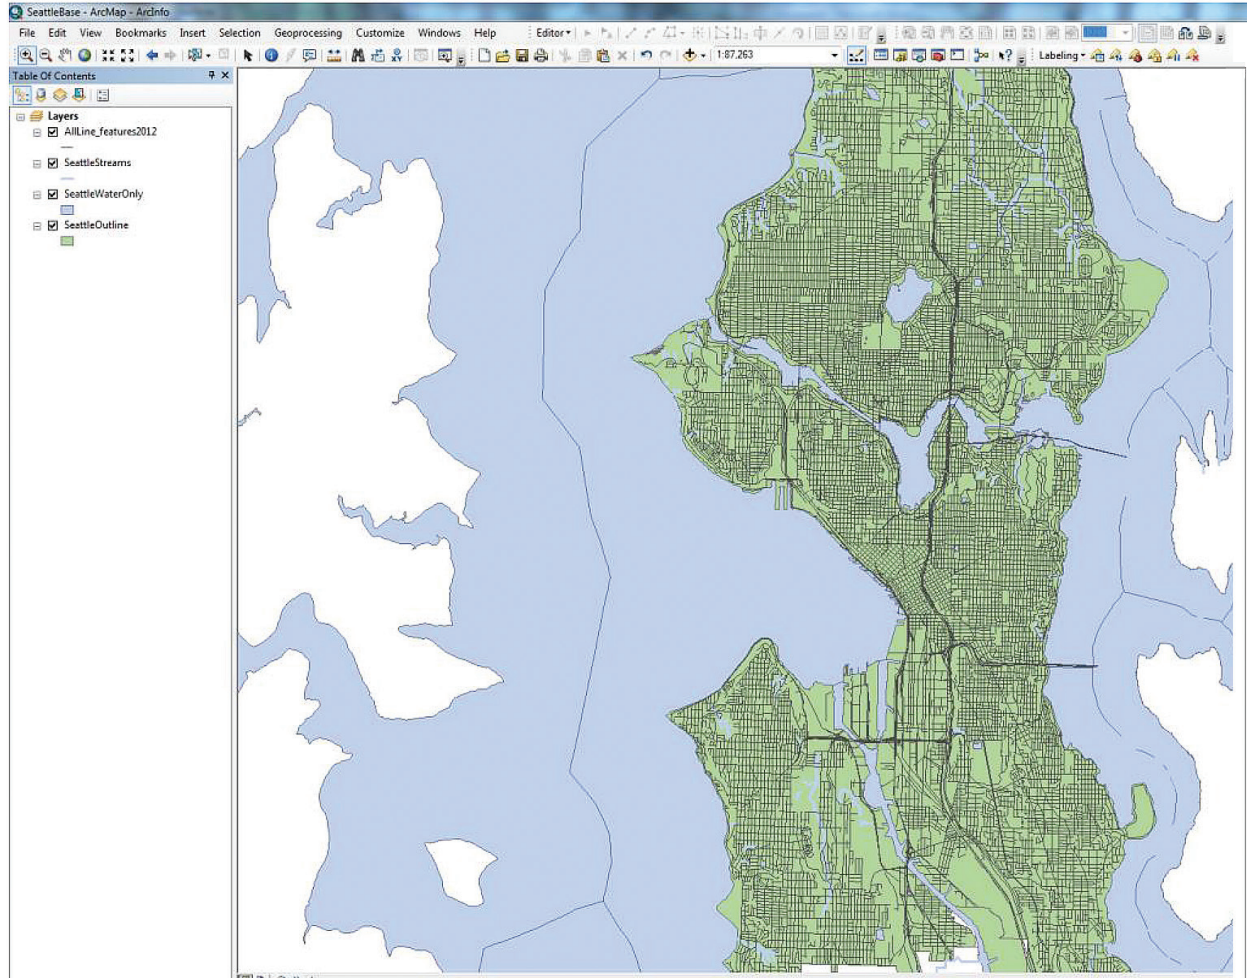 SeattleBase - ArcMap - ArcInfo
File Edit View Bookmarks Insert Selection Geoprocessing Customize Windows Help Editor
1:87.263 Labeling
Table Of Contents
Layers
AllLine_features2012
SeattleStreams
SeattleWaterOnly
SeattleOutline